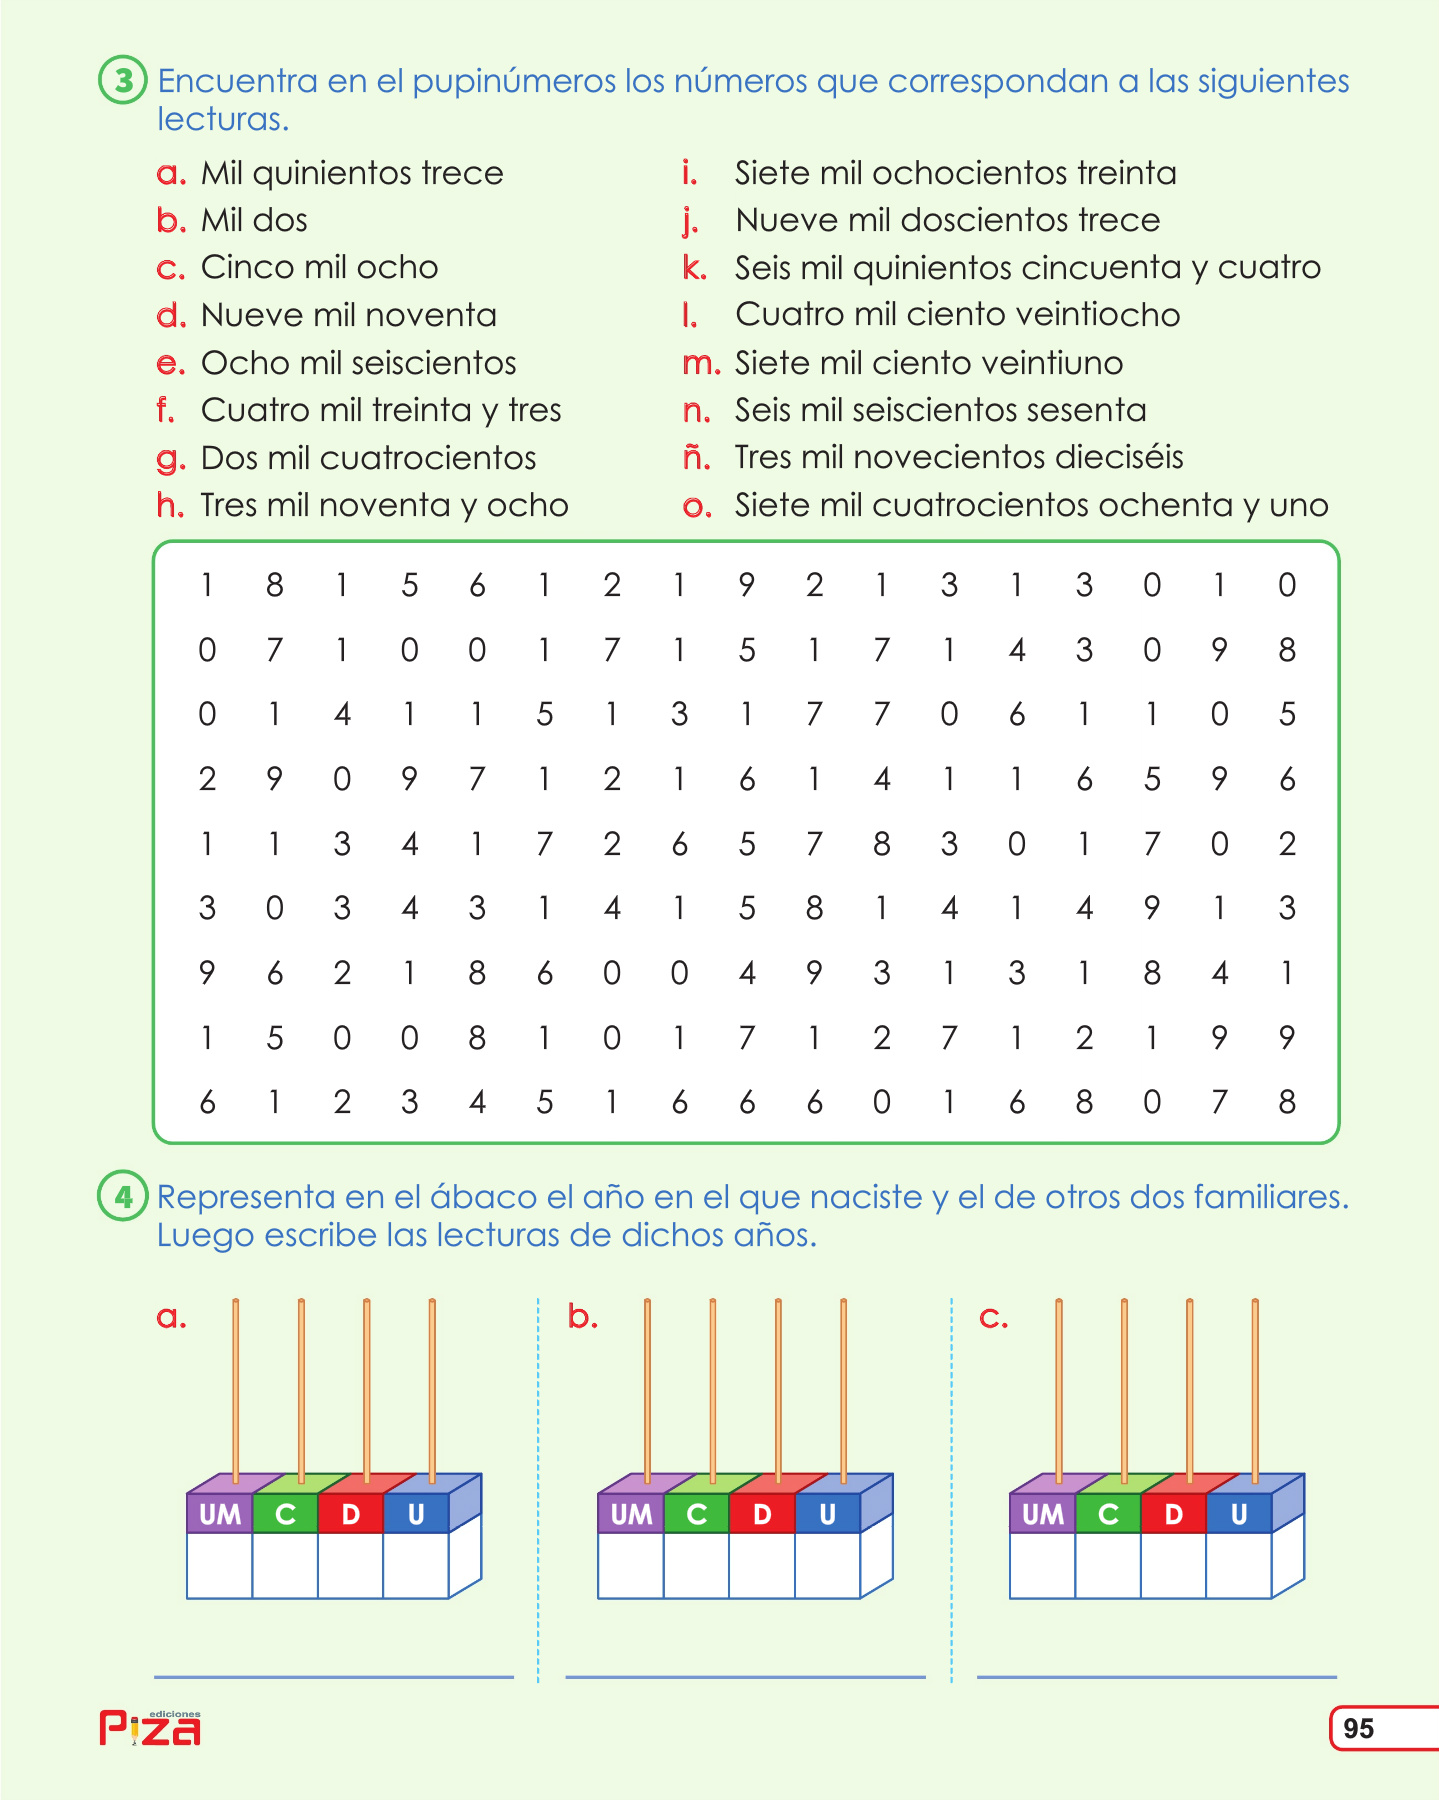 3 Encuentra en el pupinúmeros los números que correspondan a las siguientes
lecturas.
a. Mil quinientos trece
b. Mil dos
c. Cinco mil ocho
d. Nueve mil noventa
e. Ocho mil seiscientos
f. Cuatro mil treinta y tres
g. Dos mil cuatrocientos
h. Tres mil noventa y ocho
i. Siete mil ochocientos treinta
j. Nueve mil doscientos trece
k. Seis mil quinientos cincuenta y cuatro
l. Cuatro mil ciento veintiocho
m. Siete mil ciento veintiuno
n. Seis mil seiscientos sesenta
ñ. Tres mil novecientos dieciséis
o. Siete mil cuatrocientos ochenta y uno
1 8 1 5 6 1 2 1 9 2 1 3 1 3 0 1 0
0 7 1 0 0 1 7 1 5 1 7 1 4 3 0 9 8
0 1 4 1 1 5 1 3 1 7 7 0 6 1 1 0 5
2 9 0 9 7 1 2 1 6 1 4 1 1 6 5 9 6
1 1 3 4 1 7 2 6 5 7 8 3 0 1 7 0 2
3 0 3 4 3 1 4 1 5 8 1 4 1 4 9 1 3
9 6 2 1 8 6 0 0 4 9 3 1 3 1 8 4 1
1 5 0 0 8 1 0 1 7 1 2 7 1 2 1 9 9
6 1 2 3 4 5 1 6 6 6 0 1 6 8 0 7 8
4 Representa en el ábaco el año en el que naciste y el de otros dos familiares.
Luego escribe las lecturas de dichos años.
a.
UM C D U
b.
UM C D U
c.
UM C D U
ediciones
Piza
95